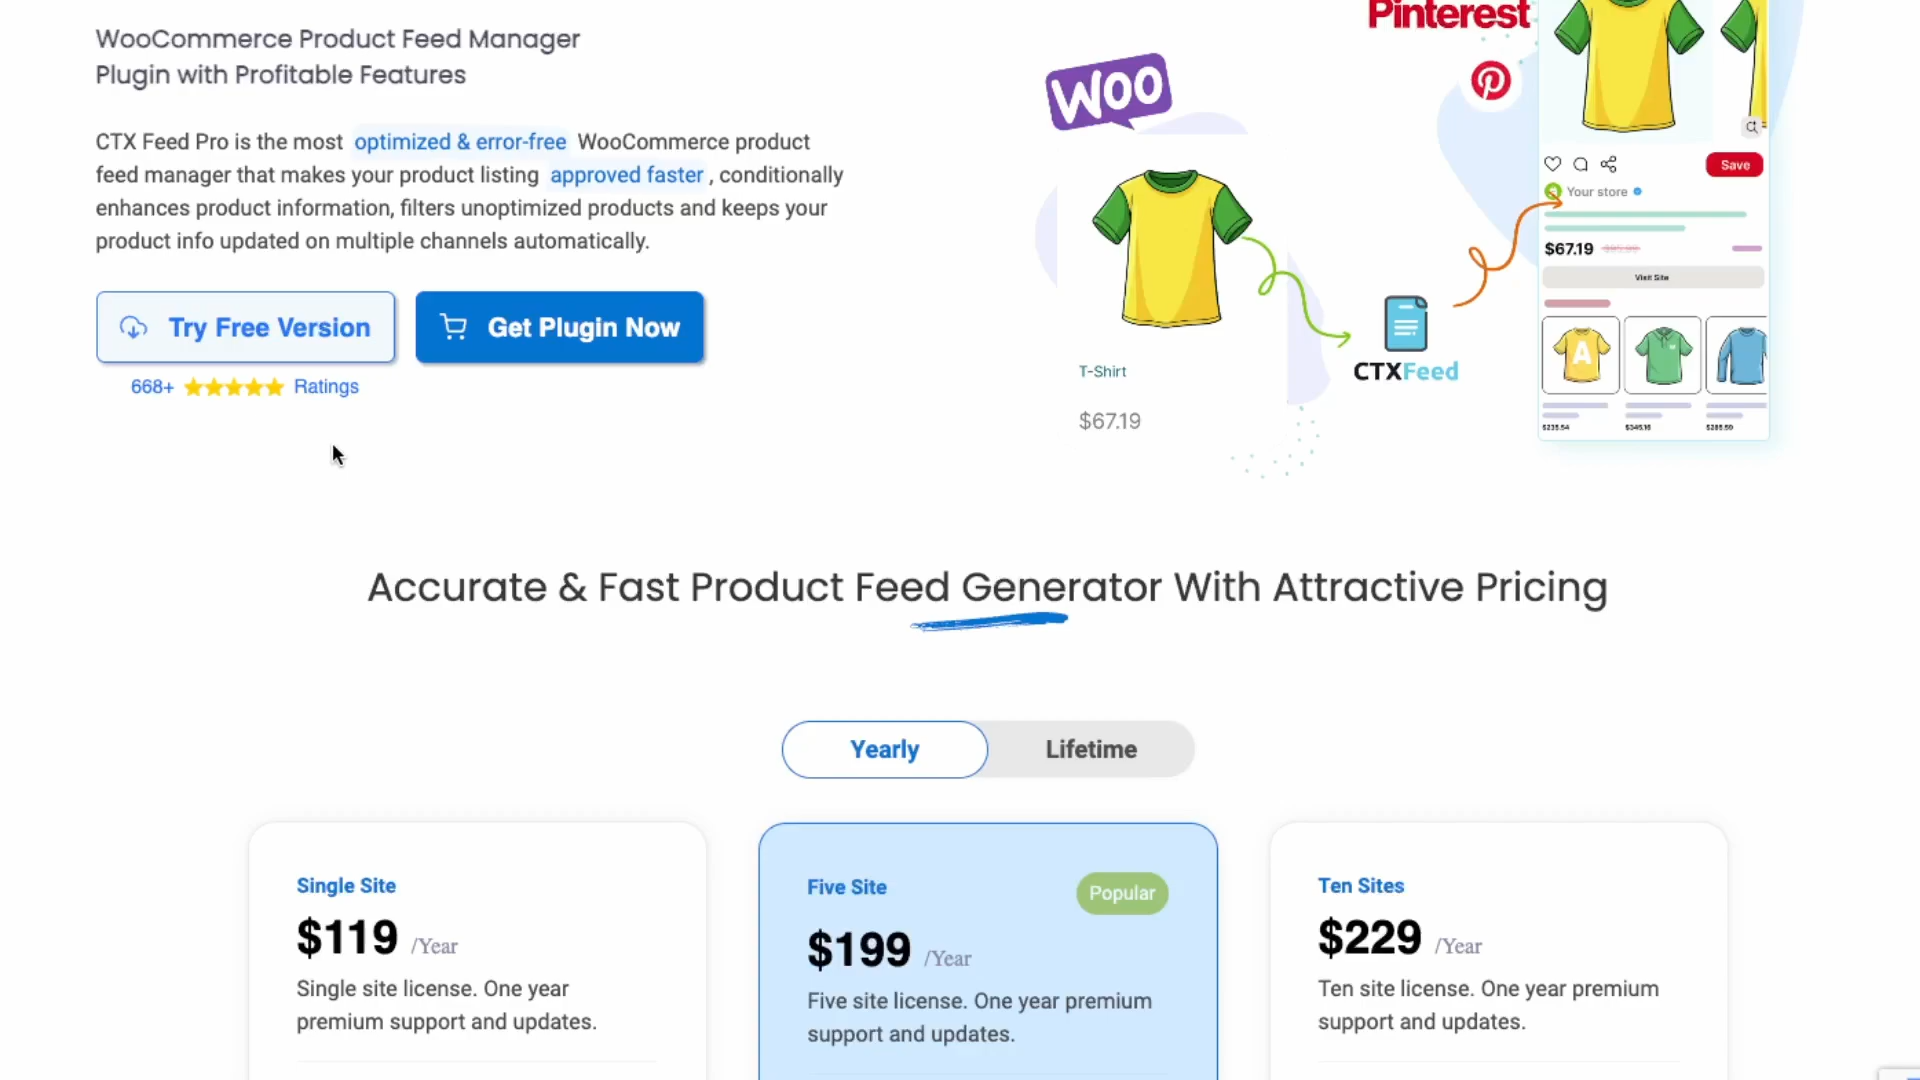 WooCommerce Product Feed Manager
Plugin with Profitable Features
CTX Feed Pro is the most optimized & error-free WooCommerce product
feed manager that makes your product listing approved faster , conditionally
enhances product information, filters unoptimized products and keeps your
product info updated on multiple channels automatically.
Try Free Version
Get Plugin Now
668+ Ratings
Pinterest
WOO
T-Shirt
$67.19
CTXFeed
Save
Your store
$67.19
Visit Site
A
$235.54
$345.16
Accurate & Fast Product Feed Generator With Attractive Pricing
Yearly
Lifetime
Single Site
$119 /Year
Single site license. One year
premium support and updates.
Five Site
Popular
$199 /Year
Five site license. One year premium
support and updates.
Ten Sites
$229 /Year
Ten site license. One year premium
support and updates.